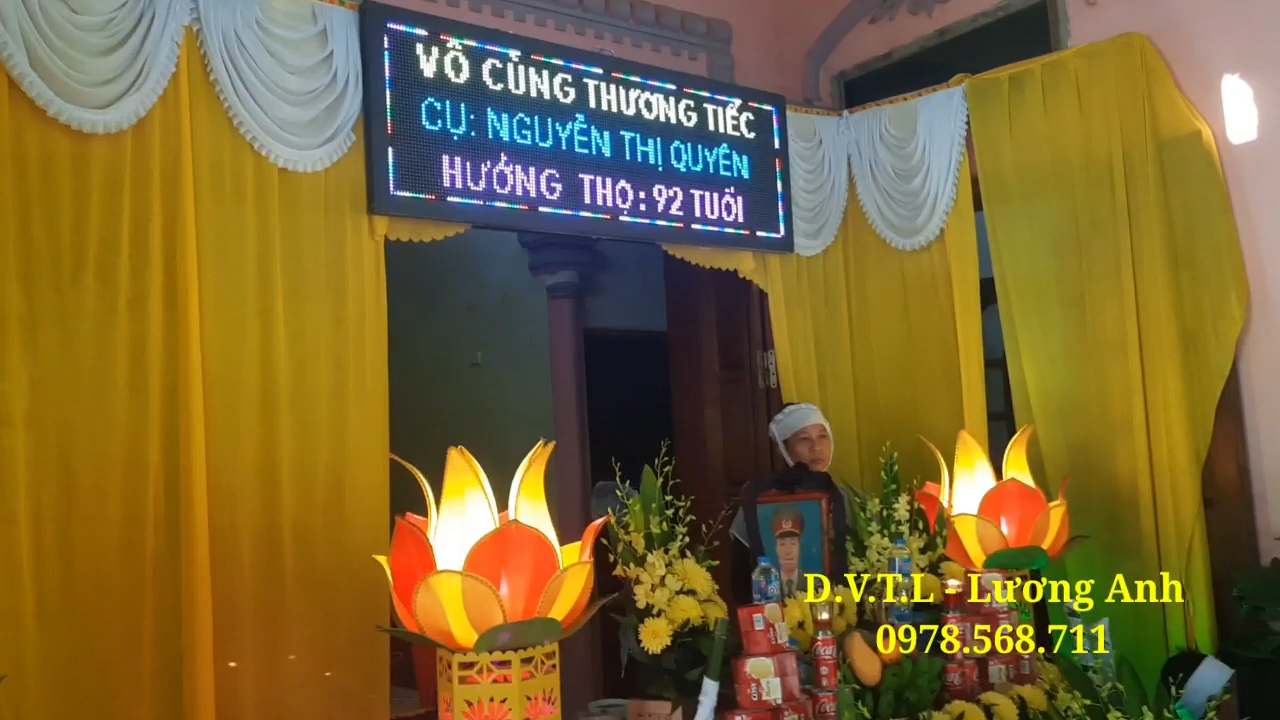 VÔ CÙNG THƯƠNG TIẾC
CỤ: NGUYỄN THỊ QUYÊN
HƯỞNG THỌ: 92 TUỔI
D.V.T.L - Lương Anh
0978.568.711